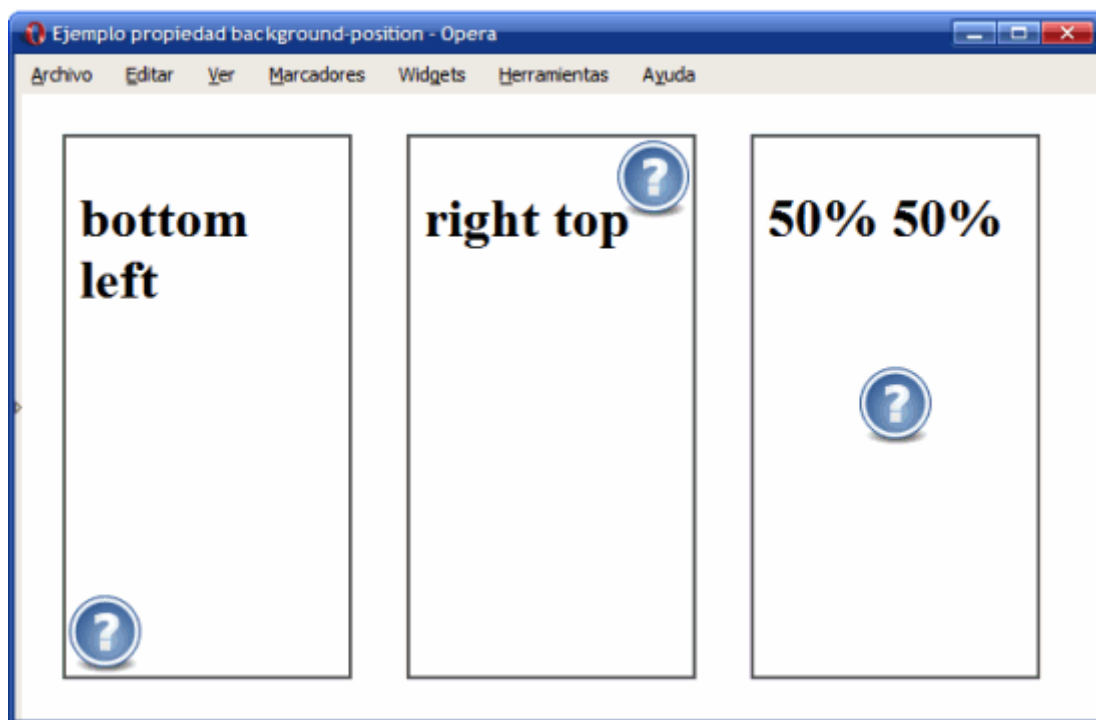 Ejemplo propiedad background-position - Opera
Archivo Editar Ver Marcadores Widgets Herramientas Ayuda
bottom
left
?
right top
?
50% 50%
?